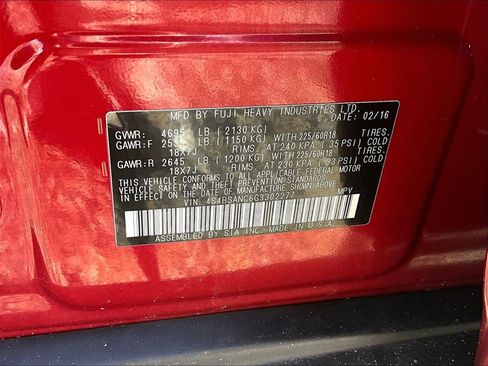 MFD BY FUJI HEAVY INDUSTRIES LTD.
DATE: 02/16
GVWR: 4695 LB (2130 KG)
GAWR:F 2535 LB (1150 KG) WITH 225/60R18 TIRES,
18X7J RIMS AT 240 KPA ( 35 PSI) COLD
GAWR:R 2645 LB (1200 KG) WITH 225/60R18 TIRES,
18X7J RIMS AT 230 KPA ( 33 PSI) COLD
THIS VEHICLE CONFORMS TO ALL APPLICABLE FEDERAL MOTOR
VEHICLE SAFETY STANDARDS IN EFFECT ON THE
DATE OF MANUFACTURE SHOWN ABOVE.
VIN: 4S4BSANC6G3302277 MPV
ASSEMBLED BY SIA INC. MADE IN U.S.A.